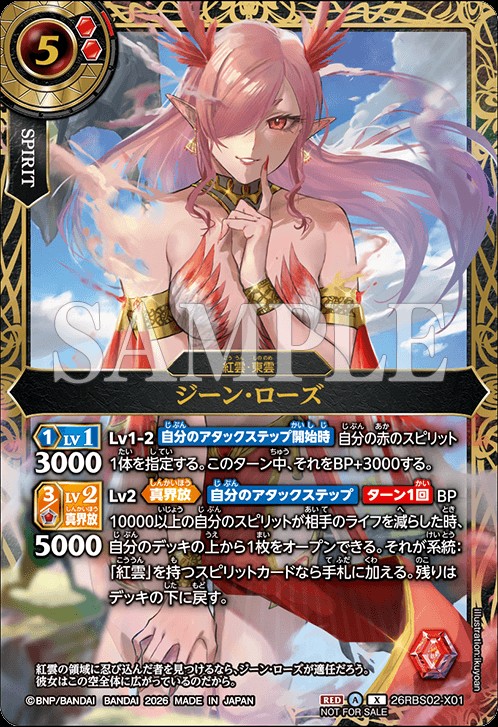 5
SPIRIT
SAMPLE
紅雲・東雲
ジーン・ローズ
1 LV1 3000
Lv1-2 自分のアタックステップ開始時 自分の赤のスピリット
1体を指定する。このターン中、それをBP+3000する。
3 LV2 真界放 5000
Lv2 真界放 自分のアタックステップ ターン1回 BP
10000以上の自分のスピリットが相手のライフを減らした時、
自分のデッキの上から1枚をオープンできる。それが系統:
「紅雲」を持つスピリットカードなら手札に加える。残りは
デッキの下に戻す。
紅雲の領域に忍び込んだ者を見つけるなら、ジーン・ローズが適任だろう。
彼女はこの空全体に広がっているのだから。
illustration:kuroan
©BNP/BANDAI BANDAI 2026 MADE IN JAPAN
RED A X 26RBS02-X01
NOT FOR SALE